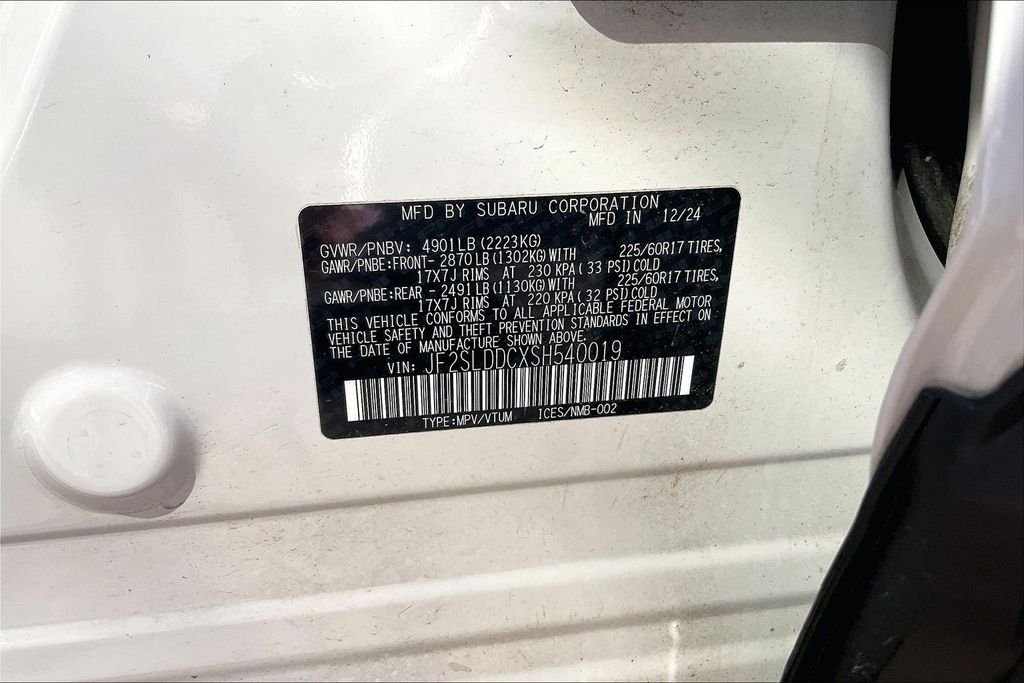 MFD BY SUBARU CORPORATION
MFD IN 12/24
GVWR/PNBV: 4901LB(2223KG)
GAWR/PNBE:FRONT- 2870LB(1302KG)WITH 225/60R17 TIRES,
17X7J RIMS AT 230 KPA(33 PSI)COLD
GAWR/PNBE:REAR - 2491LB(1130KG)WITH 225/60R17 TIRES,
17X7J RIMS AT 220 KPA(32 PSI)COLD
THIS VEHICLE CONFORMS TO ALL APPLICABLE FEDERAL MOTOR
VEHICLE SAFETY AND THEFT PREVENTION STANDARDS IN EFFECT ON
THE DATE OF MANUFACTURE SHOWN ABOVE.
VIN: JF2SLDDCXSH540019
TYPE:MPV/VTUM ICES/NMB-002